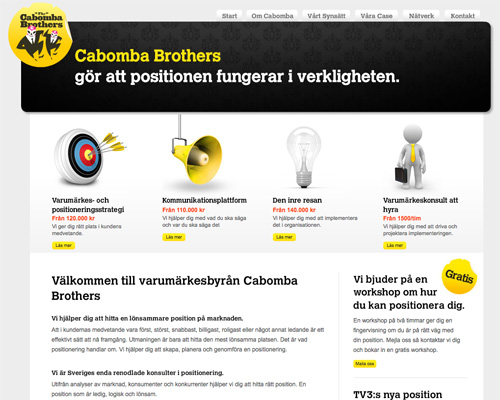 The
Cabomba
Brothers
Start
Om Cabomba
Vårt Synsätt
Våra Case
Nätverk
Kontakt
Cabomba Brothers
gör att positionen fungerar i verkligheten.
Varumärkes- och
positioneringsstrategi
Från 120.000 kr
Vi ger dig rätt plats i kundens
medvetande.
Läs mer
Kommunikationsplattform
Från 110.000 kr
Vi hjälper dig med vad du ska säga
och var du ska säga det
Läs mer
Den inre resan
Från 140.000 kr
Vi hjälper dig med att implementera
det i organisationen.
Läs mer
Varumärkeskonsult att
hyra
Från 1500/tim
Vi hjälper dig med att driva och
projektera implementeringen.
Läs mer
Välkommen till varumärkesbyrån Cabomba
Brothers
Vi hjälper dig att hitta en lönsammare position på marknaden.
Att i kundernas medvetande vara först, störst, snabbast, billigast, roligast eller något annat ledande är ett
effektivt sätt att nå framgång. Utmaningen är bara att hitta den mest lönsamma platsen. Det är vad
positionering handlar om. Vi hjälper dig att skapa, planera och genomföra en positionering.
Vi är Sveriges enda renodlade konsulter i positionering.
Utifrån analyser av marknad, konsumenter och konkurrenter hjälper vi dig att hitta rätt position. En
position som är ledig, logisk och lönsam.
Gratis
Vi bjuder på en
workshop om hur
du kan positionera dig.
En workshop på två timmar ger dig en
fingervisning om du är på rätt väg med
din position. Mejla oss så kontaktar vi dig
och bokar in en gratis workshop.
Maila oss
TV3:s nya position